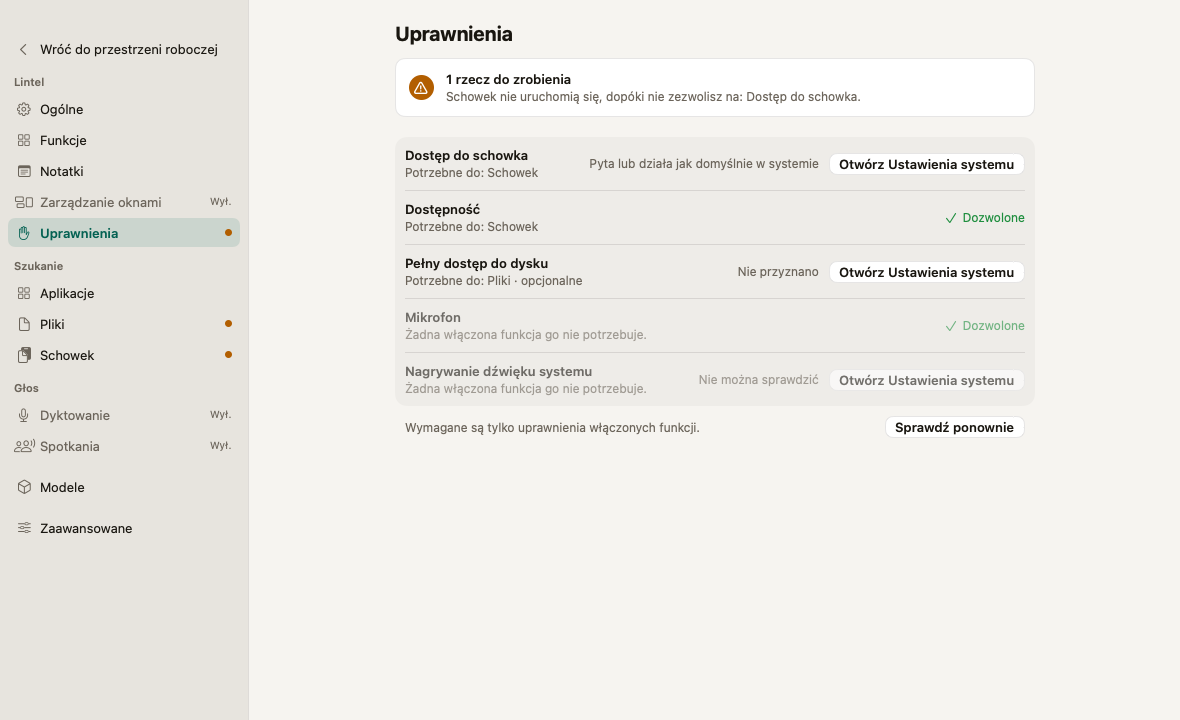 Wróć do przestrzeni roboczej
Lintel
Ogólne
Funkcje
Notatki
Zarządzanie oknami Wył.
Uprawnienia
Szukanie
Aplikacje
Pliki
Schowek
Głos
Dyktowanie Wył.
Spotkania Wył.
Modele
Zaawansowane
Uprawnienia
1 rzecz do zrobienia
Schowek nie uruchomią się, dopóki nie zezwolisz na: Dostęp do schowka.
Dostęp do schowka
Potrzebne do: Schowek
Pyta lub działa jak domyślnie w systemie
Otwórz Ustawienia systemu
Dostępność
Potrzebne do: Schowek
Dozwolone
Pełny dostęp do dysku
Potrzebne do: Pliki · opcjonalne
Nie przyznano
Otwórz Ustawienia systemu
Mikrofon
Żadna włączona funkcja go nie potrzebuje.
Dozwolone
Nagrywanie dźwięku systemu
Żadna włączona funkcja go nie potrzebuje.
Nie można sprawdzić
Otwórz Ustawienia systemu
Wymagane są tylko uprawnienia włączonych funkcji.
Sprawdź ponownie